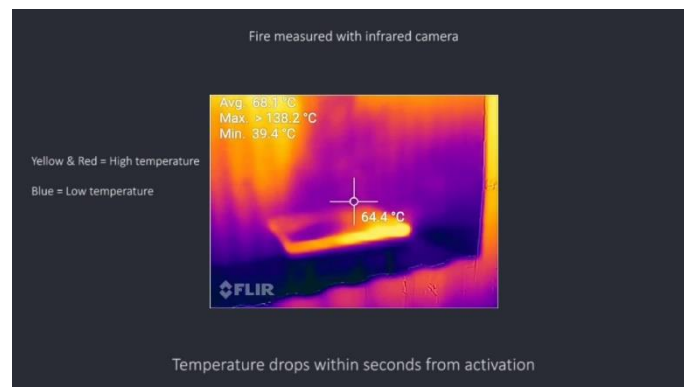 Fire measured with infrared camera
Avg. 68.1 °C
Max. > 138.2 °C
Min. 39.4 °C
Yellow & Red = High temperature
Blue = Low temperature
64.4 °C
FLIR
Temperature drops within seconds from activation